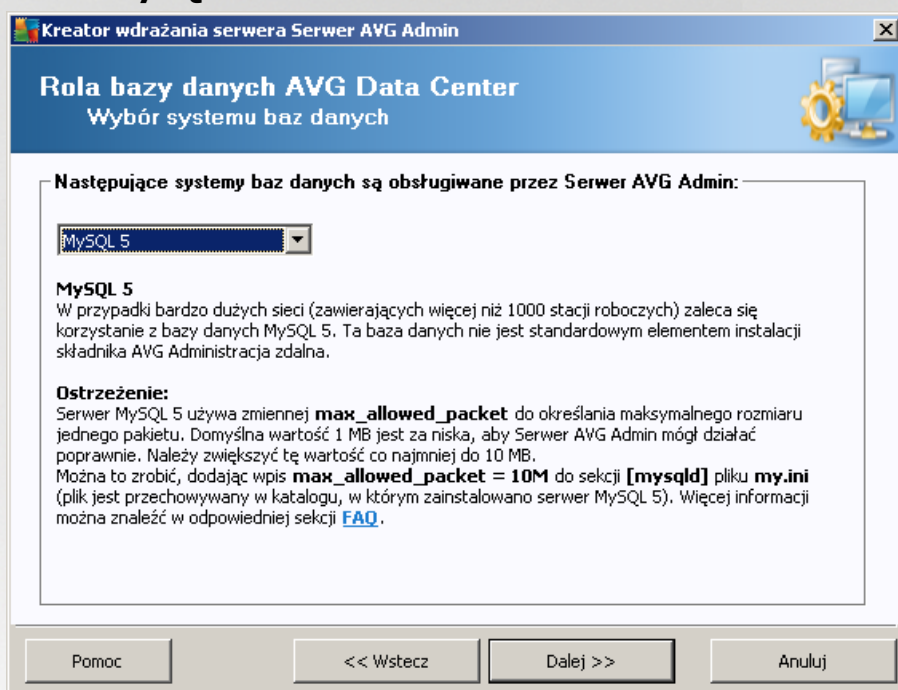 Kreator wdrażania serwera Serwer AVG Admin
Rola bazy danych AVG Data Center
Wybór systemu baz danych
Następujące systemy baz danych są obsługiwane przez Serwer AVG Admin:
MySQL 5
MySQL 5
W przypadki bardzo dużych sieci (zawierających więcej niż 1000 stacji roboczych) zaleca się
korzystanie z bazy danych MySQL 5. Ta baza danych nie jest standardowym elementem instalacji
składnika AVG Administracja zdalna.
Ostrzeżenie:
Serwer MySQL 5 używa zmiennej max_allowed_packet do określania maksymalnego rozmiaru
jednego pakietu. Domyślna wartość 1 MB jest za niska, aby Serwer AVG Admin mógł działać
poprawnie. Należy zwiększyć tę wartość co najmniej do 10 MB.
Można to zrobić, dodając wpis max_allowed_packet = 10M do sekcji [mysqld] pliku my.ini
(plik jest przechowywany w katalogu, w którym zainstalowano serwer MySQL 5). Więcej informacji
można znaleźć w odpowiedniej sekcji FAQ.
Pomoc
<< Wstecz
Dalej >>
Anuluj